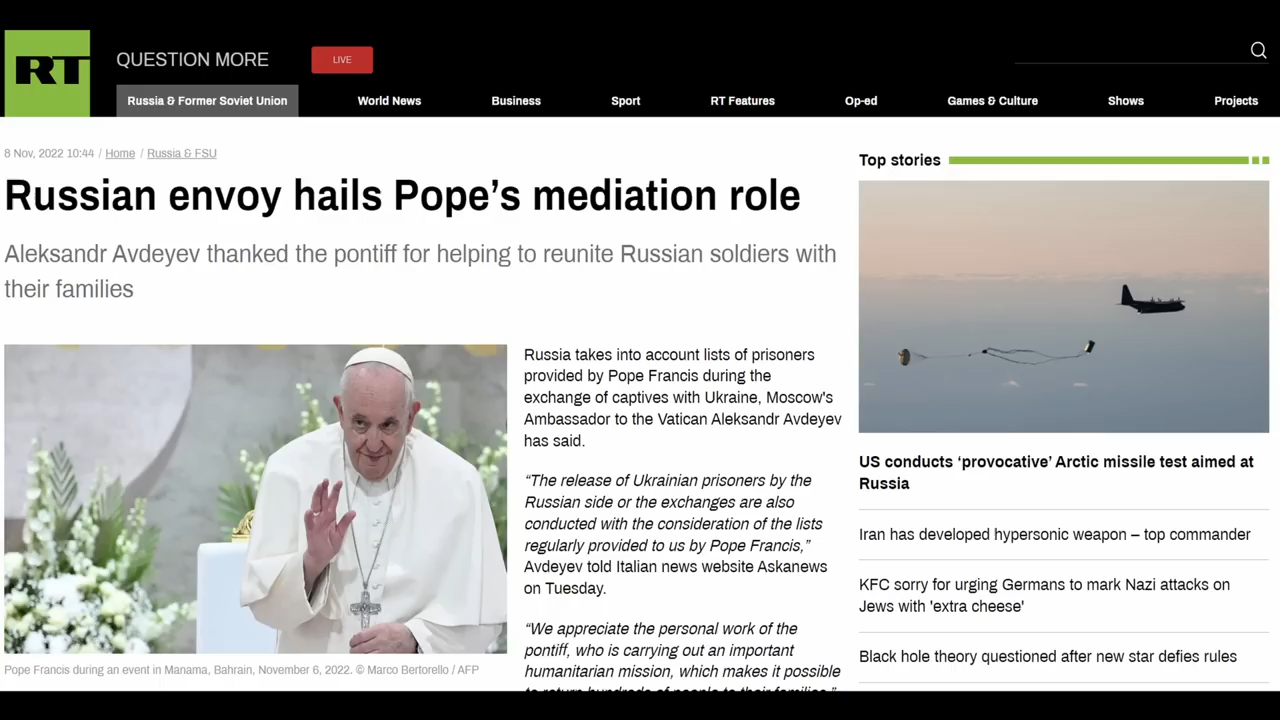 RT
QUESTION MORE
LIVE
Russia & Former Soviet Union
World News
Business
Sport
RT Features
Op-ed
Games & Culture
Shows
Projects
8 Nov, 2022 10:44 / Home / Russia & FSU
Russian envoy hails Pope’s mediation role
Aleksandr Avdeyev thanked the pontiff for helping to reunite Russian soldiers with
their families
Pope Francis during an event in Manama, Bahrain, November 6, 2022. © Marco Bertorello / AFP
Russia takes into account lists of prisoners
provided by Pope Francis during the
exchange of captives with Ukraine, Moscow's
Ambassador to the Vatican Aleksandr Avdeyev
has said.
“The release of Ukrainian prisoners by the
Russian side or the exchanges are also
conducted with the consideration of the lists
regularly provided to us by Pope Francis,”
Avdeyev told Italian news website Askanews
on Tuesday.
“We appreciate the personal work of the
pontiff, who is carrying out an important
humanitarian mission, which makes it possible
to return hundreds of people to their families,”
Top stories
US conducts ‘provocative’ Arctic missile test aimed at
Russia
Iran has developed hypersonic weapon – top commander
KFC sorry for urging Germans to mark Nazi attacks on
Jews with 'extra cheese'
Black hole theory questioned after new star defies rules